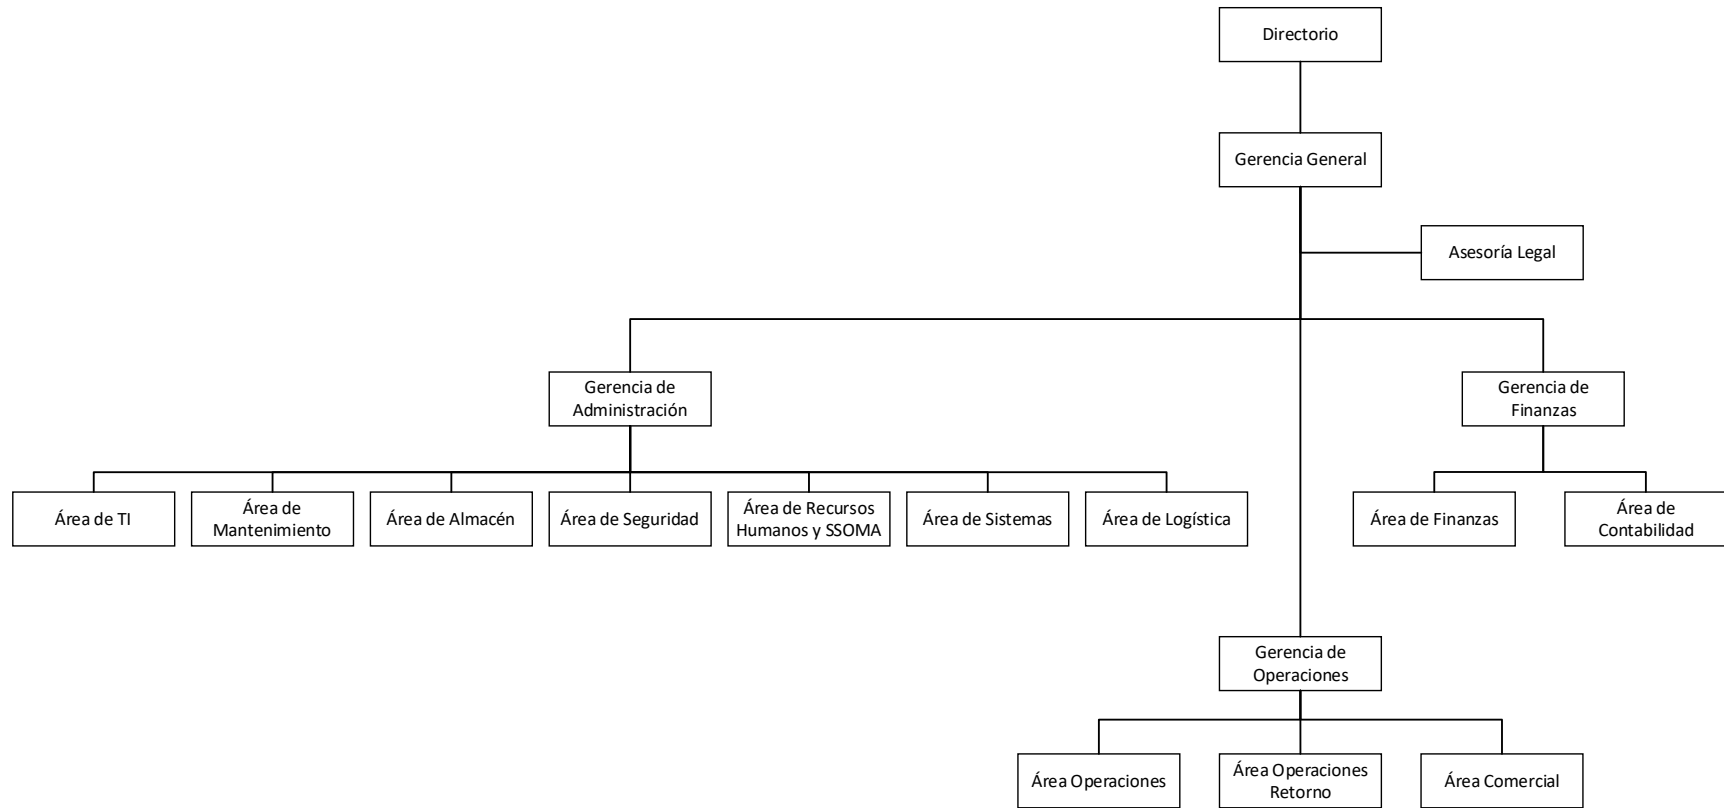 Directorio
Gerencia General
Asesoría Legal
Gerencia de
Administración
Gerencia de
Finanzas
Área de TI
Área de
Mantenimiento
Área de Almacén
Área de Seguridad
Área de Recursos
Humanos y SSOMA
Área de Sistemas
Área de Logística
Área de Finanzas
Área de
Contabilidad
Gerencia de
Operaciones
Área Operaciones
Área Operaciones
Retorno
Área Comercial